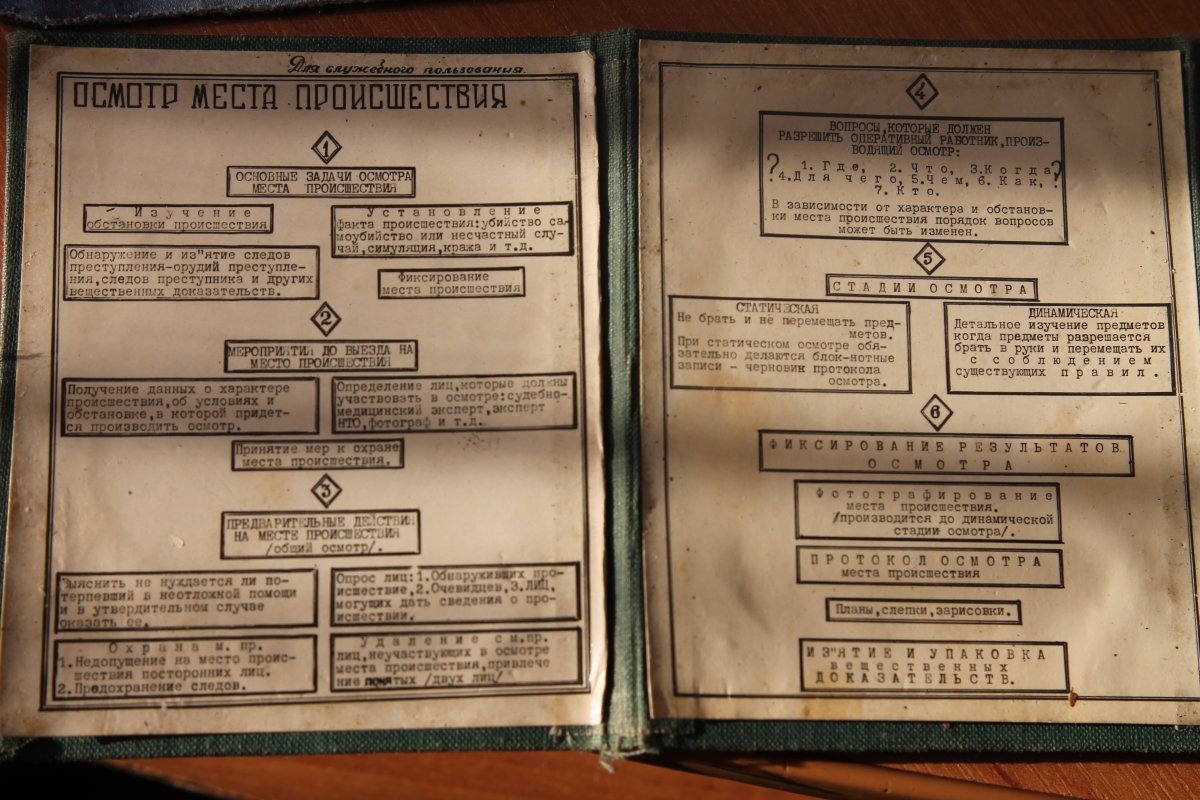 Для служебного пользования.
ОСМОТР МЕСТА ПРОИСШЕСТВИЯ
1
ОСНОВНЫЕ ЗАДАЧИ ОСМОТРА
МЕСТА ПРОИСШЕСТВИЯ
Изучение
обстановки происшествия
Установление
факта происшествия:убийство са-
моубийство или несчастный слу-
чай,симуляция,кража и т.д.
Обнаружение и из"ятие следов
преступления-орудий преступле-
ния,следов преступника и других
вещественных доказательств.
Фиксирование
места происшествия
2
МЕРОПРИЯТИЯ ДО ВЫЕЗДА НА
МЕСТО ПРОИСШЕСТВИЯ
Получение данных о характере
происшествия,об условиях и
обстановке,в которой придет-
ся производить осмотр.
Определение лиц,которые должны
участвовать в осмотре:судебно-
медицинский эксперт,эксперт
НТО,фотограф и т.д.
Принятие мер к охране
места происшествия.
3
ПРЕДВАРИТЕЛЬНЫЕ ДЕЙСТВИЯ
НА МЕСТЕ ПРОИСШЕСТВИЯ
/общий осмотр/.
Выяснить не нуждается ли по-
терпевший в неотложной помощи
и в утвердительном случае
оказать ее.
Опрос лиц:1.Обнаруживших про-
исшествие,2.Очевидцев,3.ЛИЦ,
могущих дать сведения о про-
исшествии.
Охрана м. пр.
1.Недопущение на место проис-
шествия посторонних лиц.
2.Предохранение следов.
Удаление с м.пр.
лиц,неучаствующих в осмотре
места происшествия,привлече
ние понятых /двух лиц/
4
ВОПРОСЫ,КОТОРЫЕ ДОЛЖЕН
РАЗРЕШИТЬ ОПЕРАТИВНЫЙ РАБОТНИК,ПРОИЗ-
ВОДЯЩИЙ ОСМОТР:
? 1. Где, 2. Что, 3.Когда ?
4.Для чего, 5.Чем, 6. Как, !
7. Кто.
В зависимости от характера и обстанов-
ки места происшествия порядок вопросов
может быть изменен.
5
СТАДИИ ОСМОТРА
СТАТИЧЕСКАЯ
Не брать и не перемещать пред-
метов.
При статическом осмотре обя-
зательно делаются блок-нотные
записи - черновик протокола
осмотра.
ДИНАМИЧЕСКАЯ
Детальное изучение предметов
когда предметы разрешается
брать в руки и перемещать их
с соблюдением
существующих правил.
6
ФИКСИРОВАНИЕ РЕЗУЛЬТАТОВ
ОСМОТРА
Фотографирование
места происшествия.
/производится до динамической
стадии осмотра/.
ПРОТОКОЛ ОСМОТРА
места происшествия
Планы,слепки,зарисовки.
ИЗ"ЯТИЕ И УПАКОВКА
вещественных
ДОКАЗАТЕЛЬСТВ.